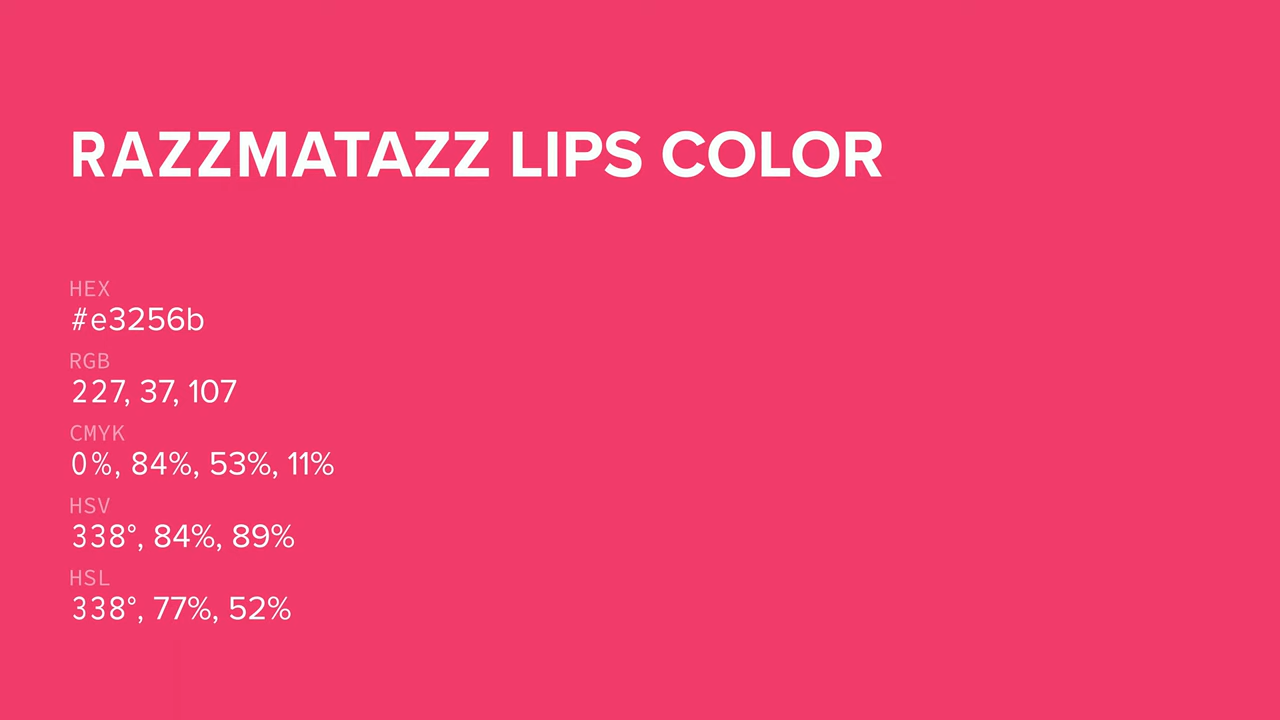 RAZZMATAZZ LIPS COLOR
HEX
#e3256b
RGB
227, 37, 107
CMYK
0%, 84%, 53%, 11%
HSV
338°, 84%, 89%
HSL
338°, 77%, 52%